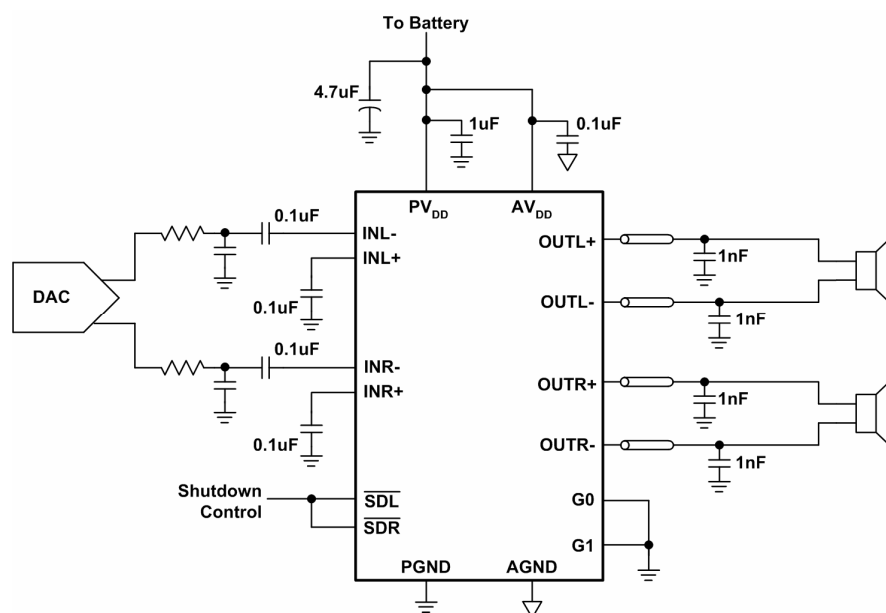 To Battery
4.7uF
1uF
0.1uF
PVDD
AVDD
0.1uF
INL-
INL+
0.1uF
DAC
0.1uF
INR-
INR+
0.1uF
Shutdown
Control
SDL
SDR
PGND
AGND
OUTL+
1nF
OUTL-
1nF
OUTR+
1nF
OUTR-
1nF
G0
G1